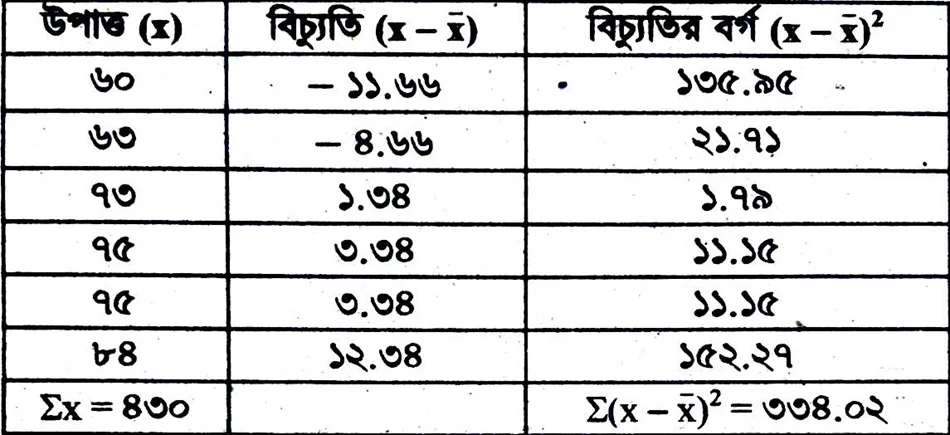 উপাত্ত (x) বিচ্যুতি (x – x̄) বিচ্যুতির বর্গ (x – x̄)²
৬০ – ১১.৬৬ ১৩৫.৯৫
৬৩ – ৪.৬৬ ২১.৭১
৭৩ ১.৩৪ ১.৭৯
৭৫ ৩.৩৪ ১১.১৫
৭৫ ৩.৩৪ ১১.১৫
৮৪ ১২.৩৪ ১৫২.২৭
Σx = ৪৩০ Σ(x – x̄)² = ৩৩৪.০২